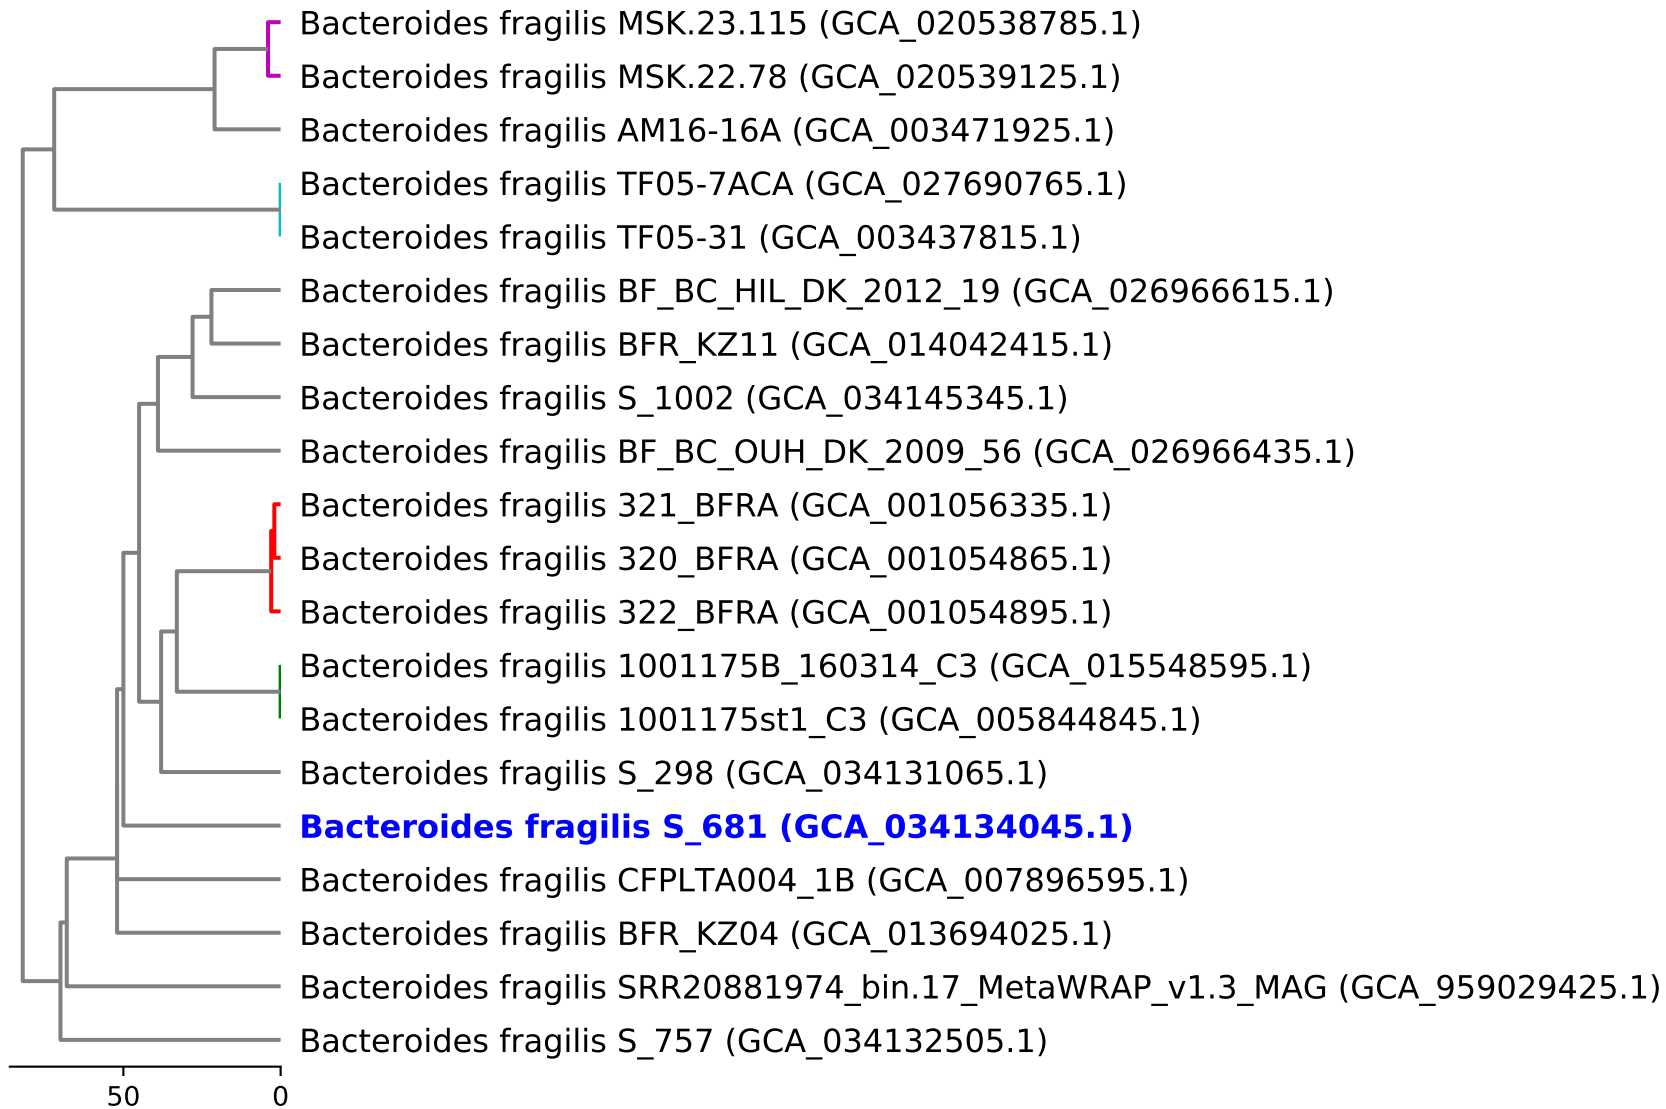 Bacteroides fragilis MSK.23.115 (GCA_020538785.1)
Bacteroides fragilis MSK.22.78 (GCA_020539125.1)
Bacteroides fragilis AM16-16A (GCA_003471925.1)
Bacteroides fragilis TF05-7ACA (GCA_027690765.1)
Bacteroides fragilis TF05-31 (GCA_003437815.1)
Bacteroides fragilis BF_BC_HIL_DK_2012_19 (GCA_026966615.1)
Bacteroides fragilis BFR_KZ11 (GCA_014042415.1)
Bacteroides fragilis S_1002 (GCA_034145345.1)
Bacteroides fragilis BF_BC_OUH_DK_2009_56 (GCA_026966435.1)
Bacteroides fragilis 321_BFRA (GCA_001056335.1)
Bacteroides fragilis 320_BFRA (GCA_001054865.1)
Bacteroides fragilis 322_BFRA (GCA_001054895.1)
Bacteroides fragilis 1001175B_160314_C3 (GCA_015548595.1)
Bacteroides fragilis 1001175st1_C3 (GCA_005844845.1)
Bacteroides fragilis S_298 (GCA_034131065.1)
Bacteroides fragilis S_681 (GCA_034134045.1)
Bacteroides fragilis CFPLTA004_1B (GCA_007896595.1)
Bacteroides fragilis BFR_KZ04 (GCA_013694025.1)
Bacteroides fragilis SRR20881974_bin.17_MetaWRAP_v1.3_MAG (GCA_959029425.1)
Bacteroides fragilis S_757 (GCA_034132505.1)
50 0